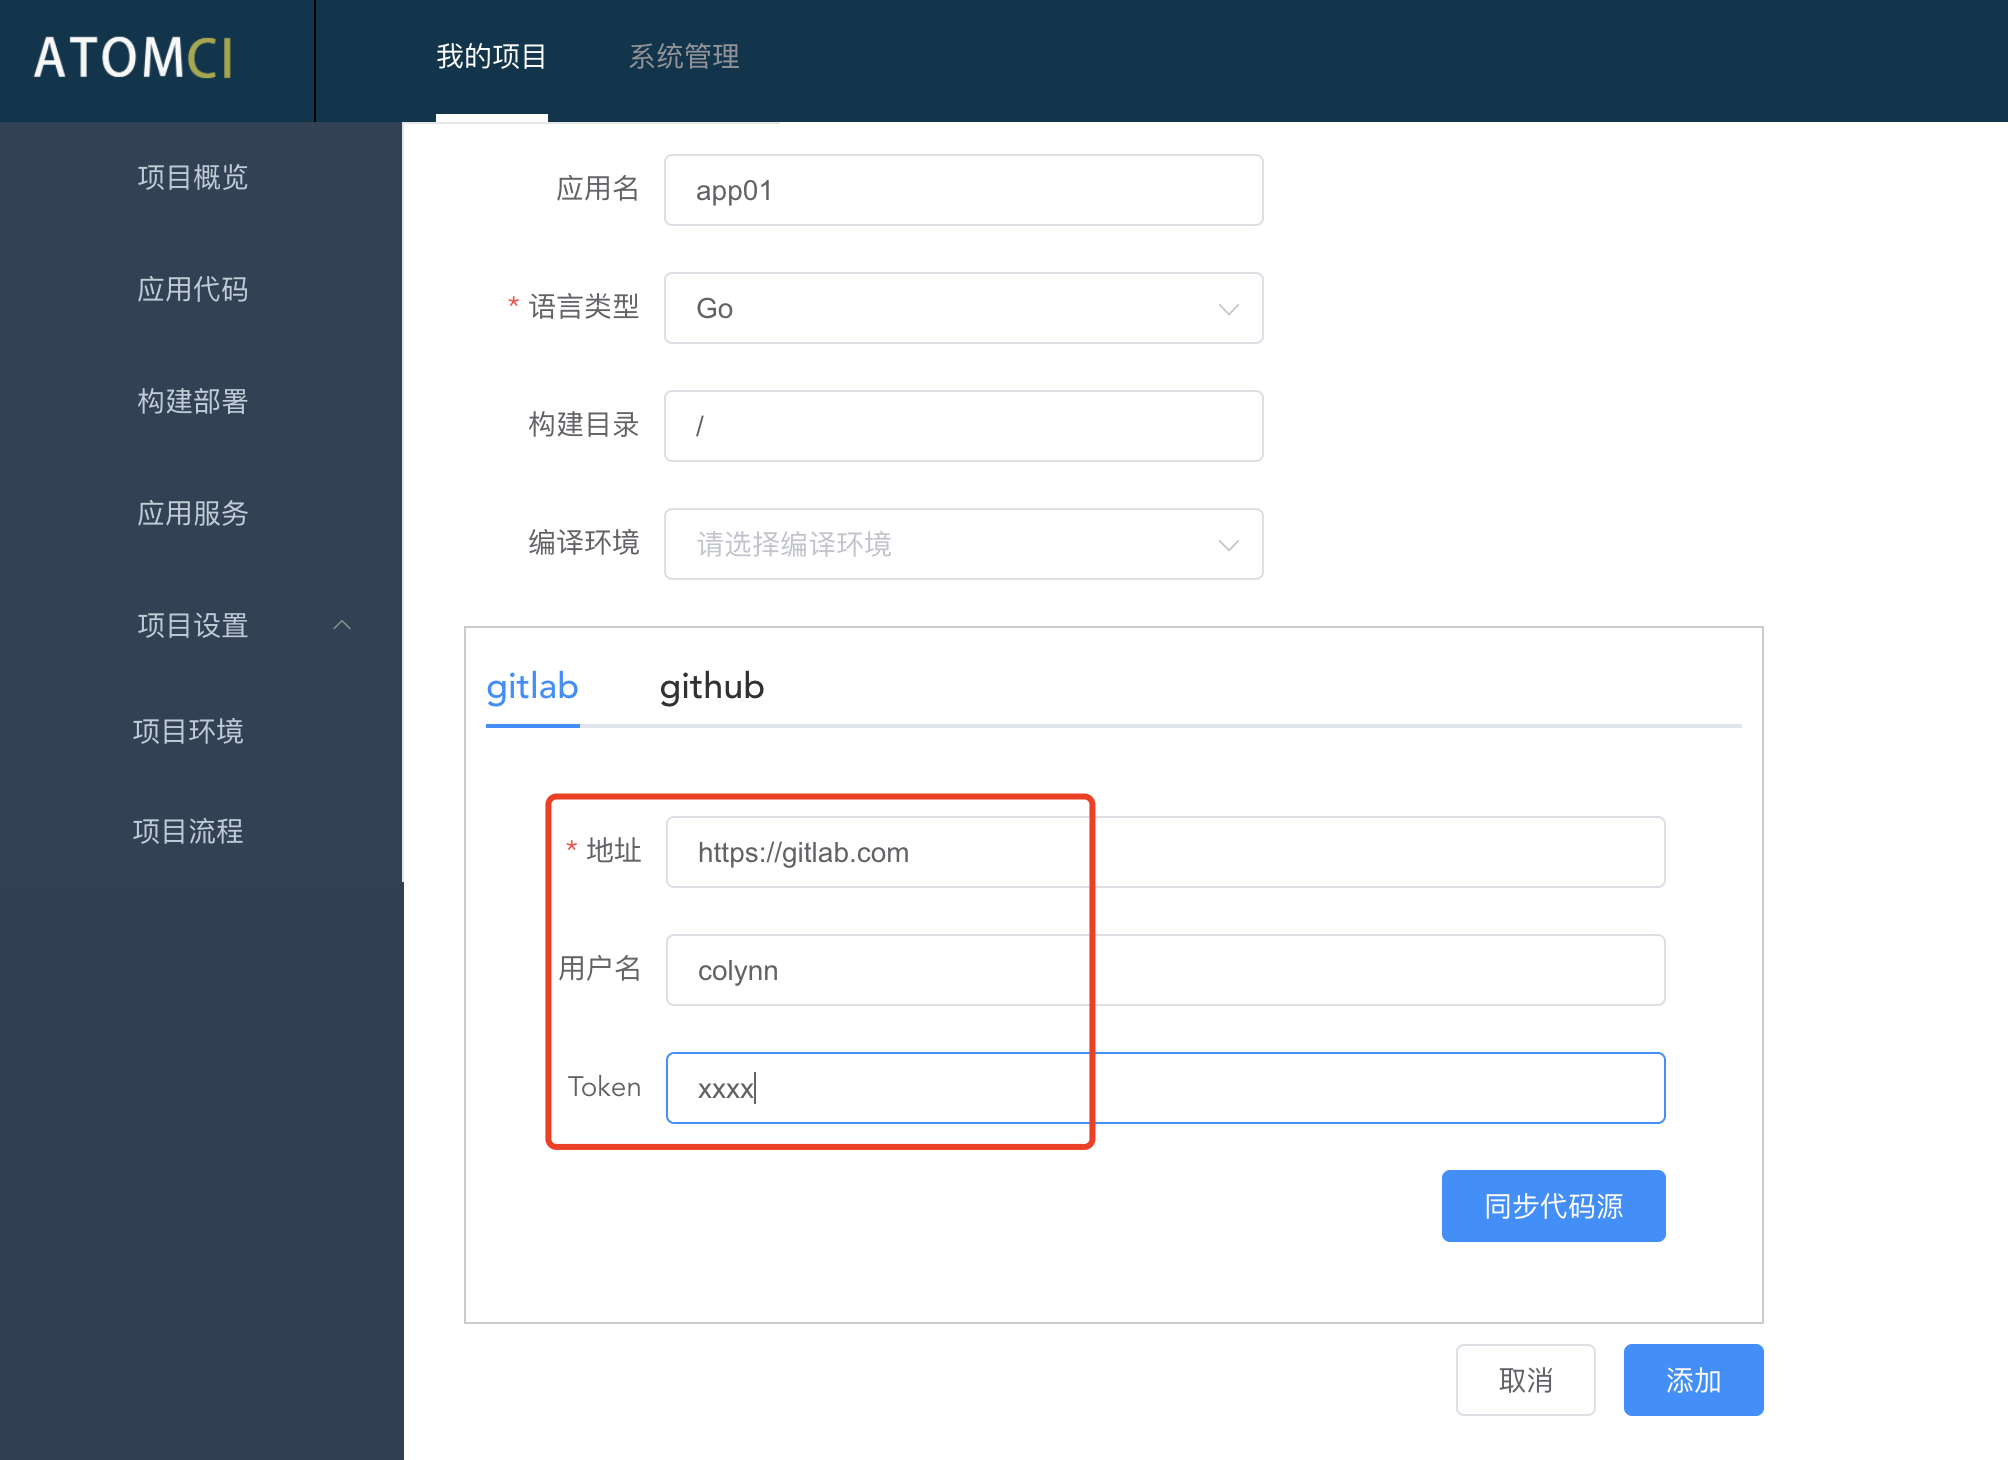 ATOMCI
我的项目 系统管理
项目概览
应用代码
构建部署
应用服务
项目设置
项目环境
项目流程
应用名 app01
* 语言类型 Go
构建目录 /
编译环境 请选择编译环境
gitlab github
* 地址 https://gitlab.com
用户名 colynn
Token xxxx
同步代码源
取消 添加